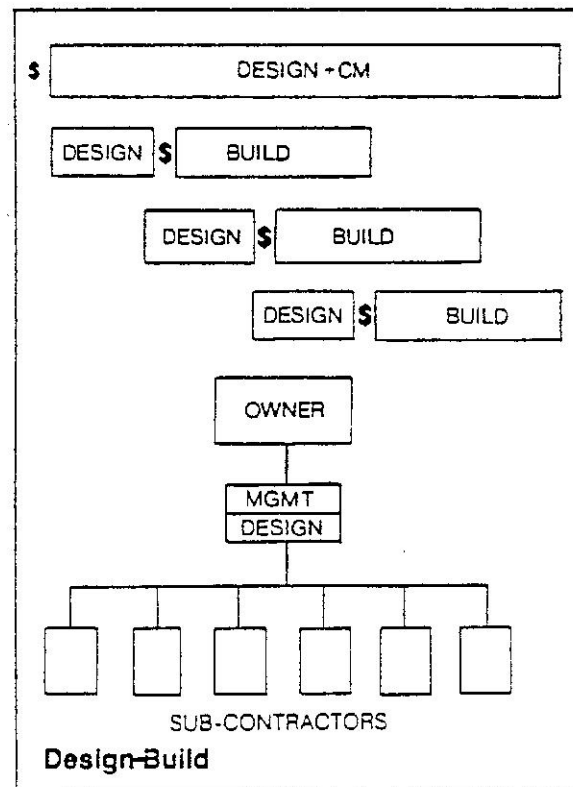 $ DESIGN + CM
DESIGN $ BUILD
DESIGN $ BUILD
DESIGN $ BUILD
OWNER
MGMT
DESIGN
SUB-CONTRACTORS
Design-Build